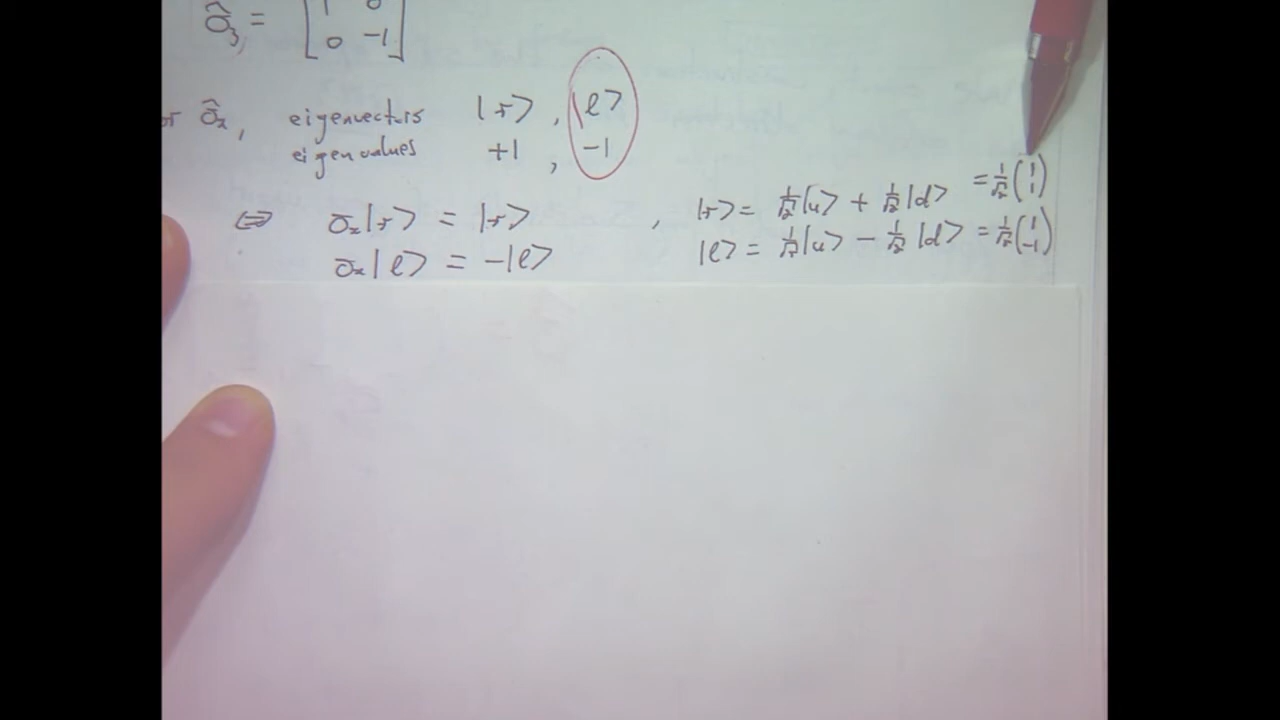 σ̂₃ = [1 0
0 -1]
σ̂ₓ, eigenvectors |r⟩, |l⟩
eigenvalues +1, -1
⇔ σₓ|r⟩ = |r⟩, |r⟩ = 1/√2|u⟩ + 1/√2|d⟩ = 1/√2(1 1)
σₓ|l⟩ = -|l⟩ |l⟩ = 1/√2|u⟩ - 1/√2|d⟩ = 1/√2(1 -1)